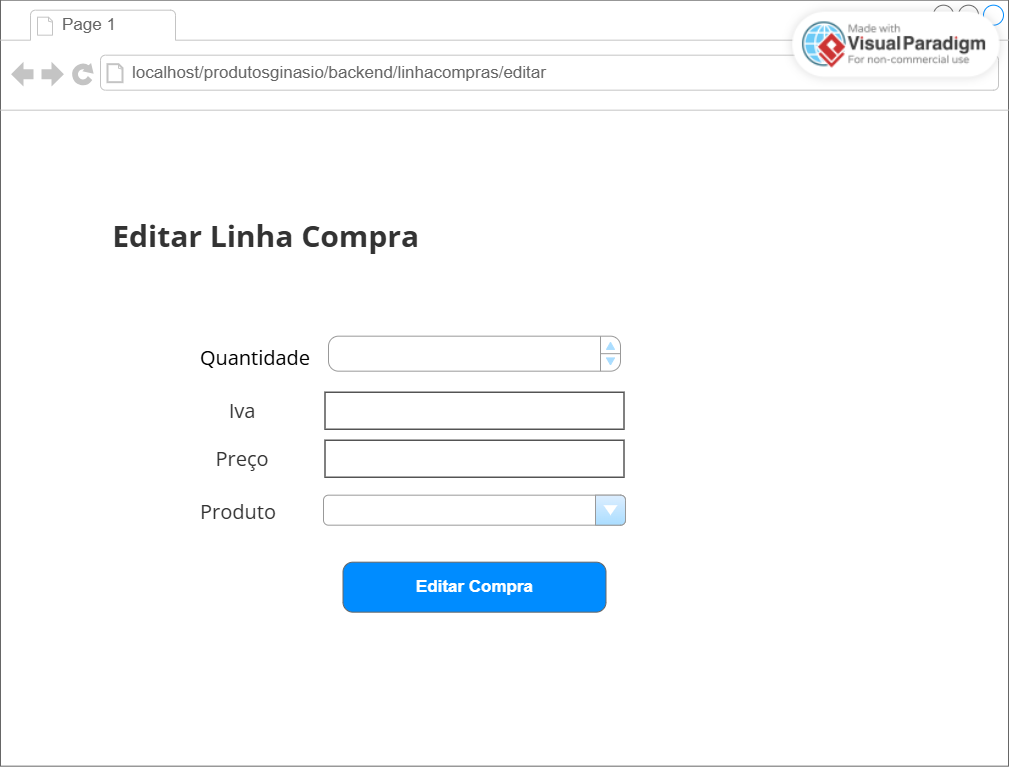 Page 1
Made with
Visual Paradigm
For non-commercial use
localhost/produtosginasio/backend/linhacompras/editar
Editar Linha Compra
Quantidade
Iva
Preço
Produto
Editar Compra